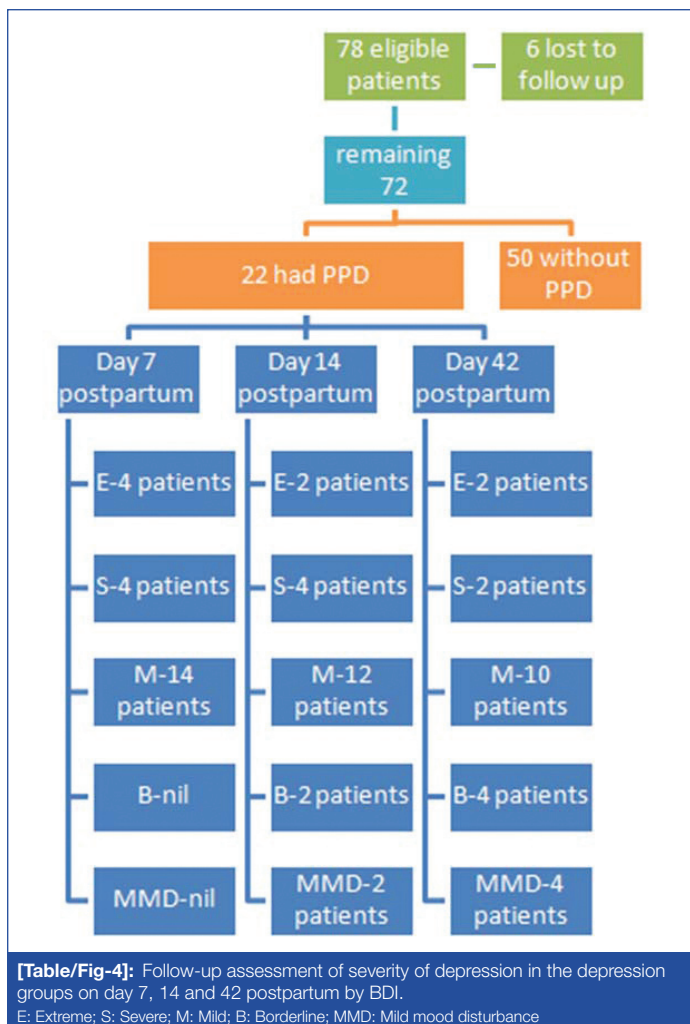 78 eligible
patients
6 lost to
follow up
remaining
72
22 had PPD
50 without
PPD
Day 7
postpartum
Day 14
postpartum
Day 42
postpartum
E-4 patients
E-2 patients
E-2 patients
S-4 patients
S-4 patients
S-2 patients
M-14
patients
M-12
patients
M-10
patients
B-nil
B-2 patients
B-4 patients
MMD-nil
MMD-2
patients
MMD-4
patients
[Table/Fig-4]: Follow-up assessment of severity of depression in the depression
groups on day 7, 14 and 42 postpartum by BDI.
E: Extreme; S: Severe; M: Mild; B: Borderline; MMD: Mild mood disturbance